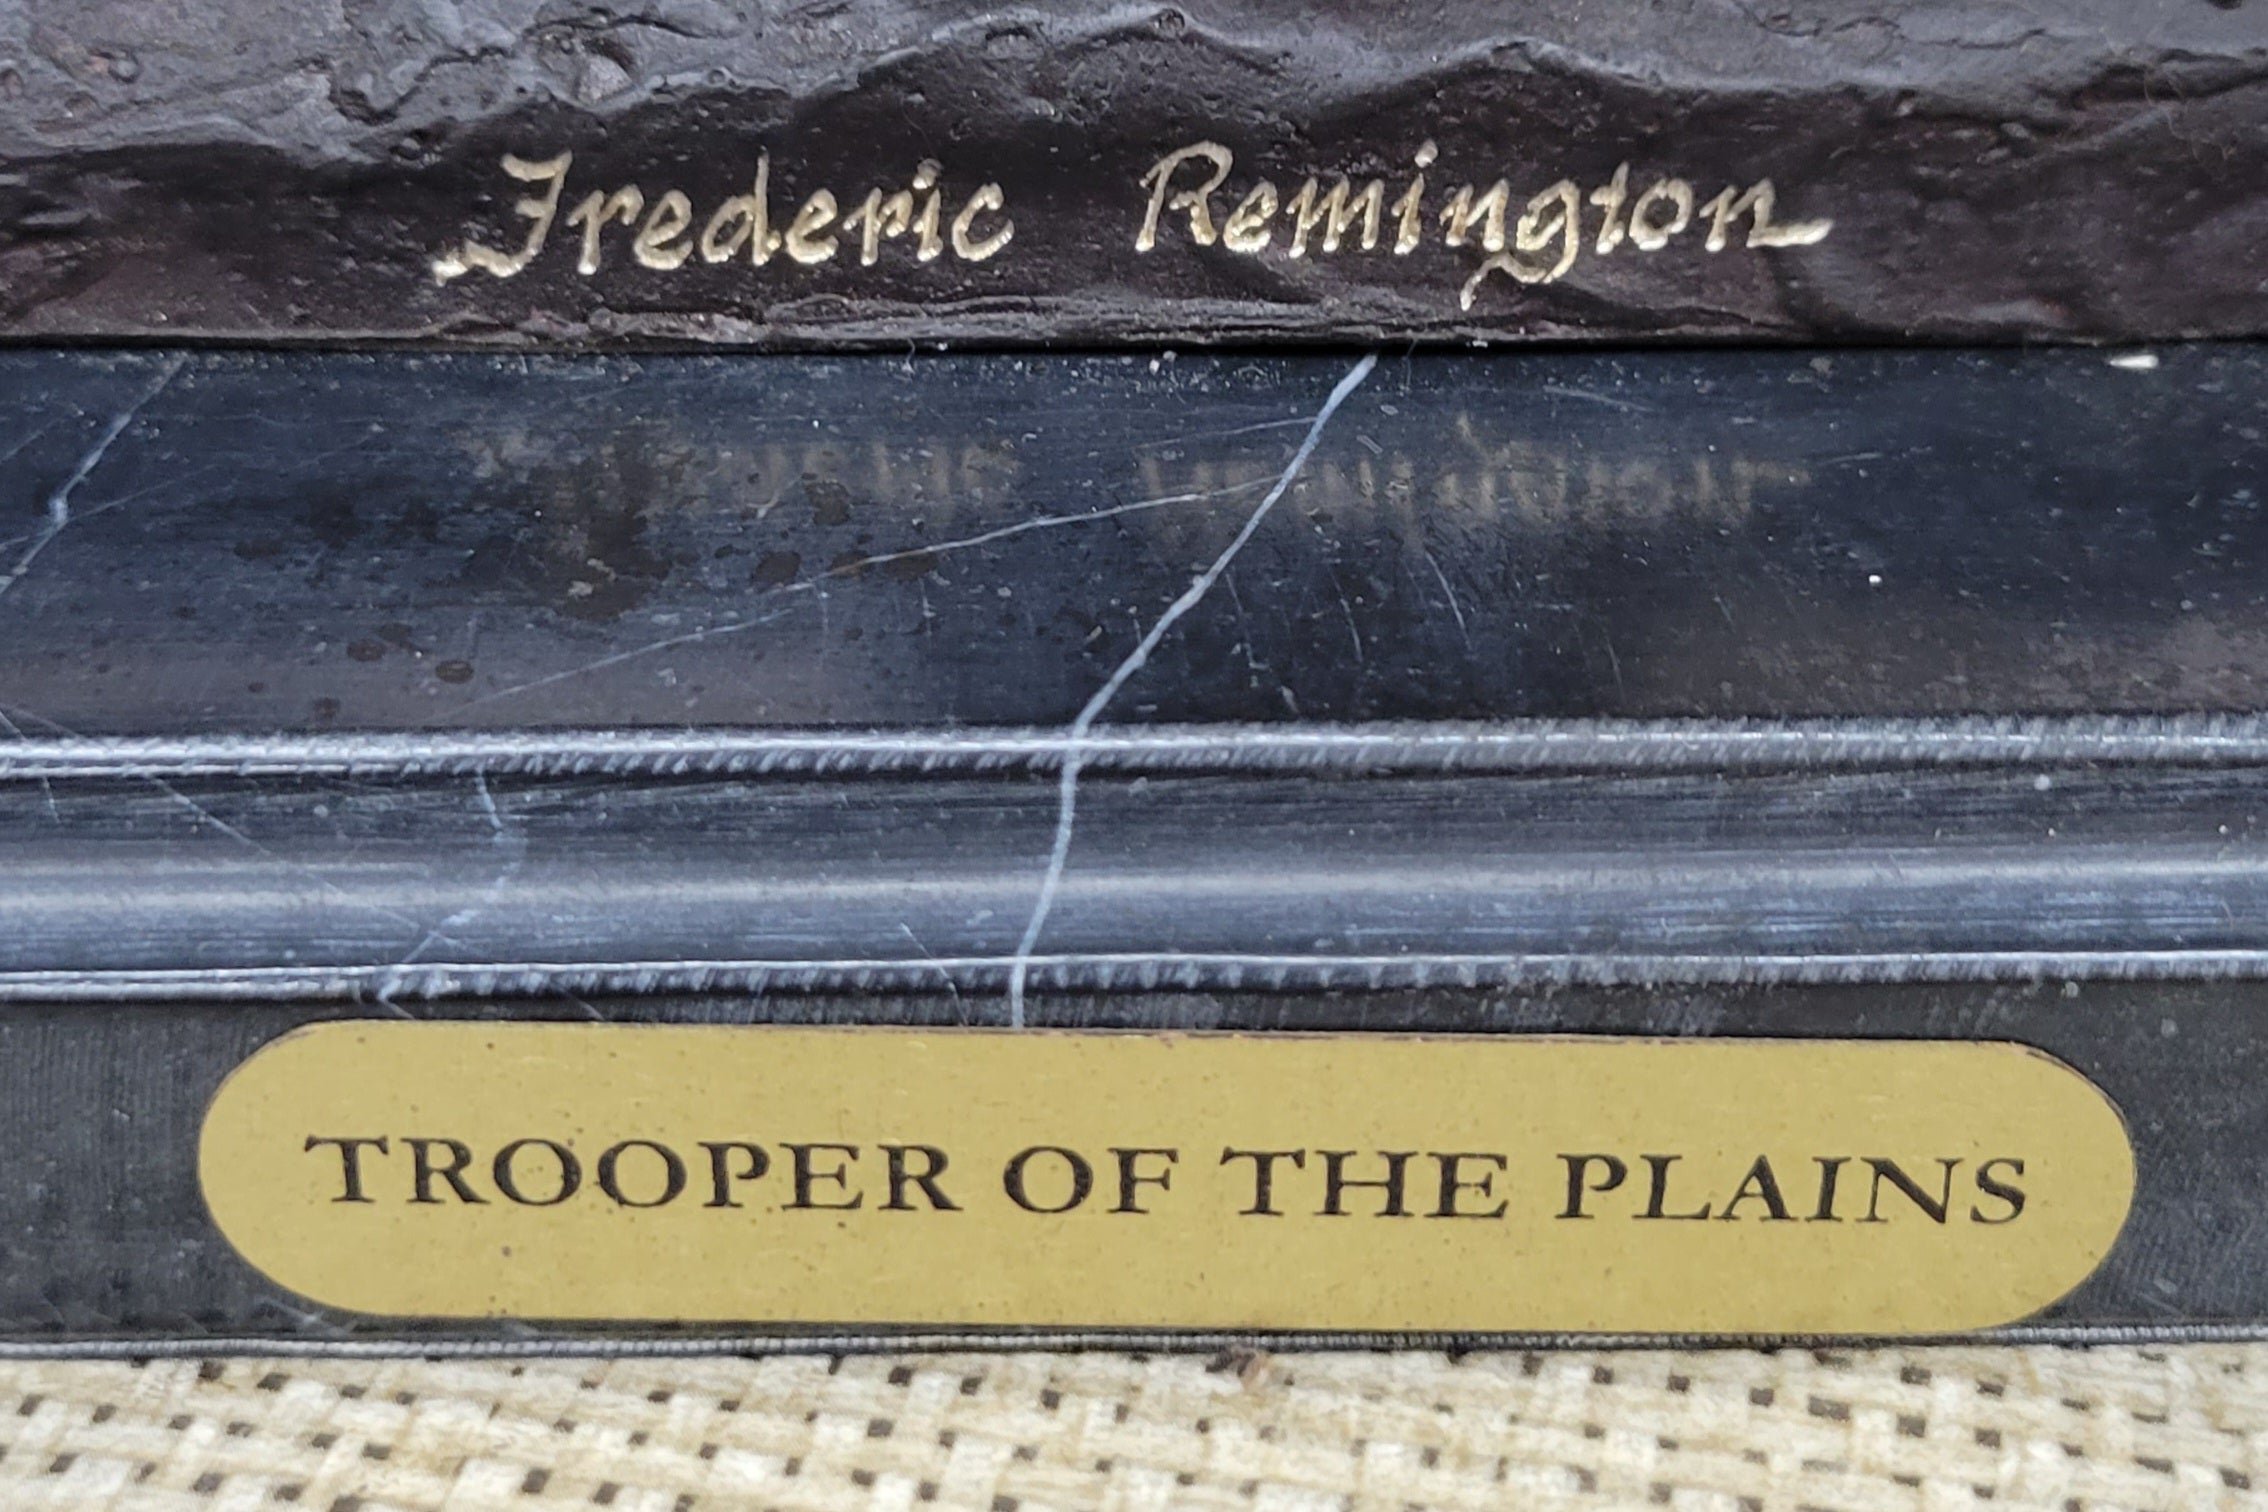 Frederic Remington
TROOPER OF THE PLAINS